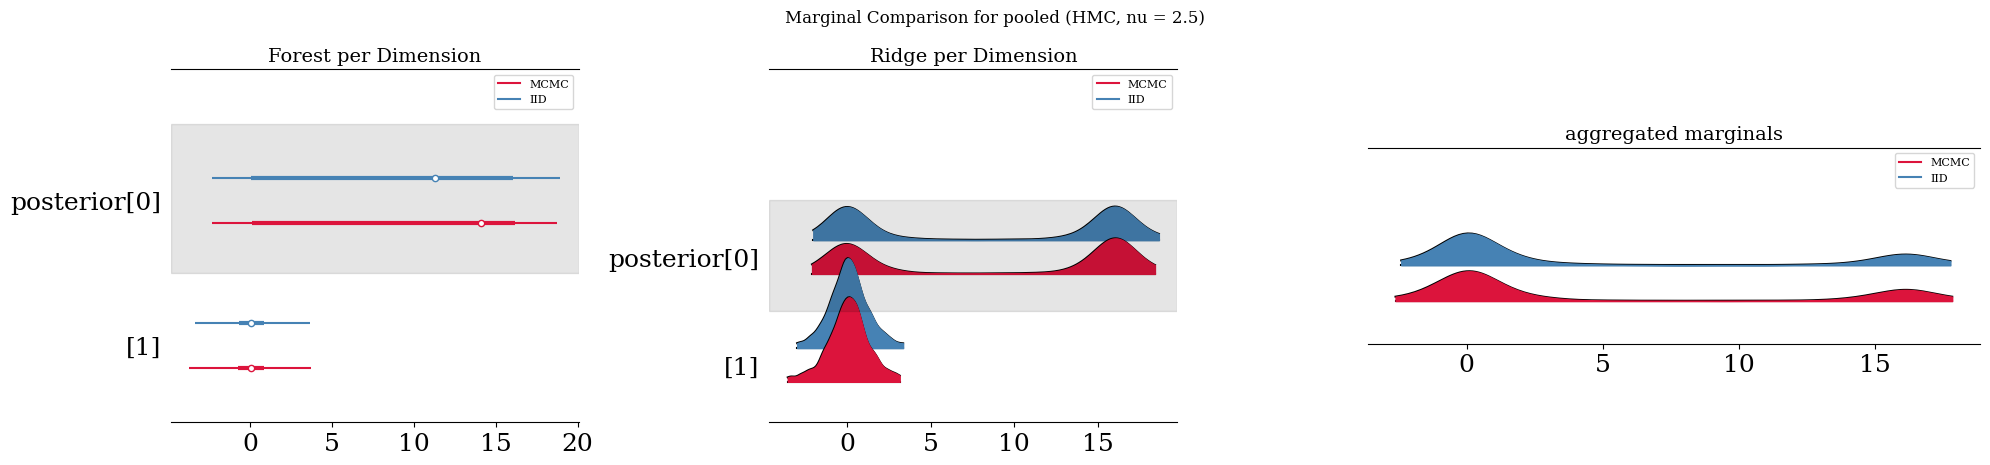 Marginal Comparison for pooled (HMC, nu = 2.5)
Forest per Dimension
MCMC
IID
posterior[0]
[1]
0 5 10 15 20
Ridge per Dimension
MCMC
IID
posterior[0]
[1]
0 5 10 15
aggregated marginals
MCMC
IID
0 5 10 15